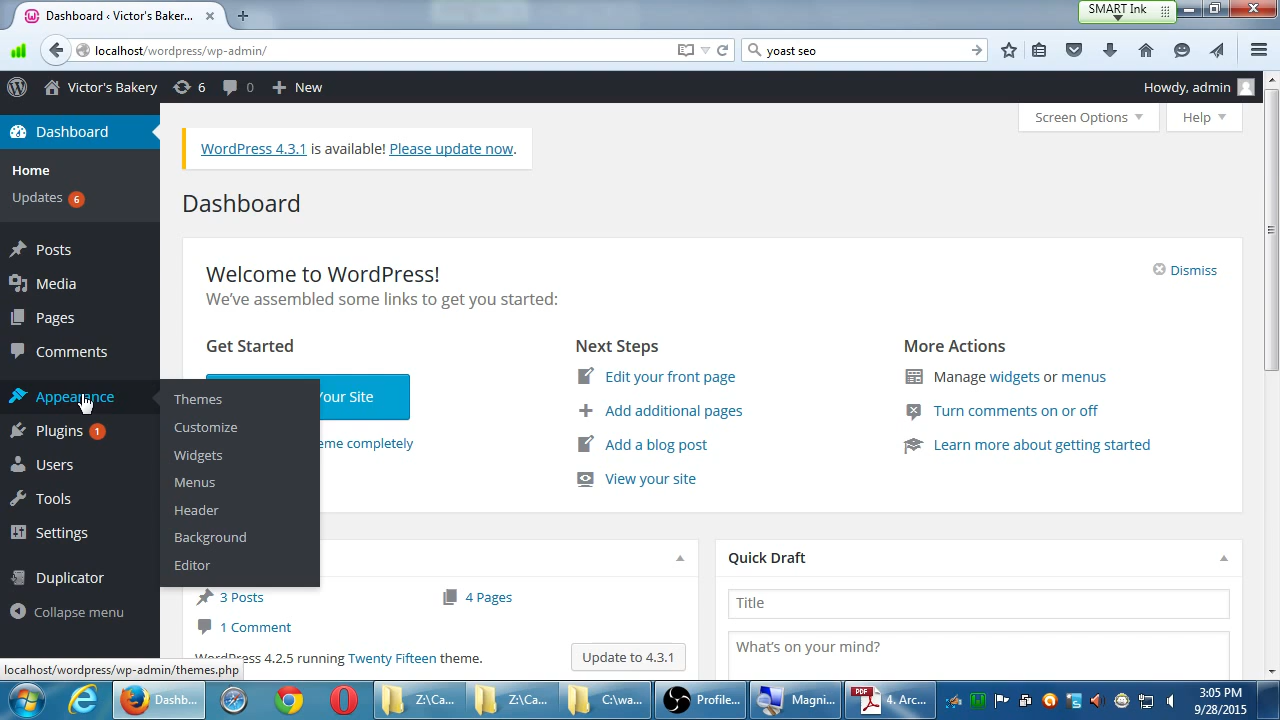 Dashboard ‹ Victor's Bakery...
SMART Ink
localhost/wordpress/wp-admin/
yoast seo
Victor's Bakery
6
0
New
Howdy, admin
Dashboard
Home
Updates 6
Posts
Media
Pages
Comments
Appearance
Plugins 1
Users
Tools
Settings
Duplicator
Collapse menu
Themes
Customize
Widgets
Menus
Header
Background
Editor
Screen Options
Help
WordPress 4.3.1 is available! Please update now.
Dashboard
Welcome to WordPress!
We've assembled some links to get you started:
Dismiss
Get Started
Your Site
completely
Next Steps
Edit your front page
Add additional pages
Add a blog post
View your site
More Actions
Manage widgets or menus
Turn comments on or off
Learn more about getting started
3 Posts
4 Pages
1 Comment
WordPress 4.2.5 running Twenty Fifteen theme.
Update to 4.3.1
Quick Draft
Title
What's on your mind?
localhost/wordpress/wp-admin/themes.php
Dashb...
Z:\Ca...
Z:\Ca...
C:\wa...
Profile...
Magni...
4. Arc...
3:05 PM
9/28/2015